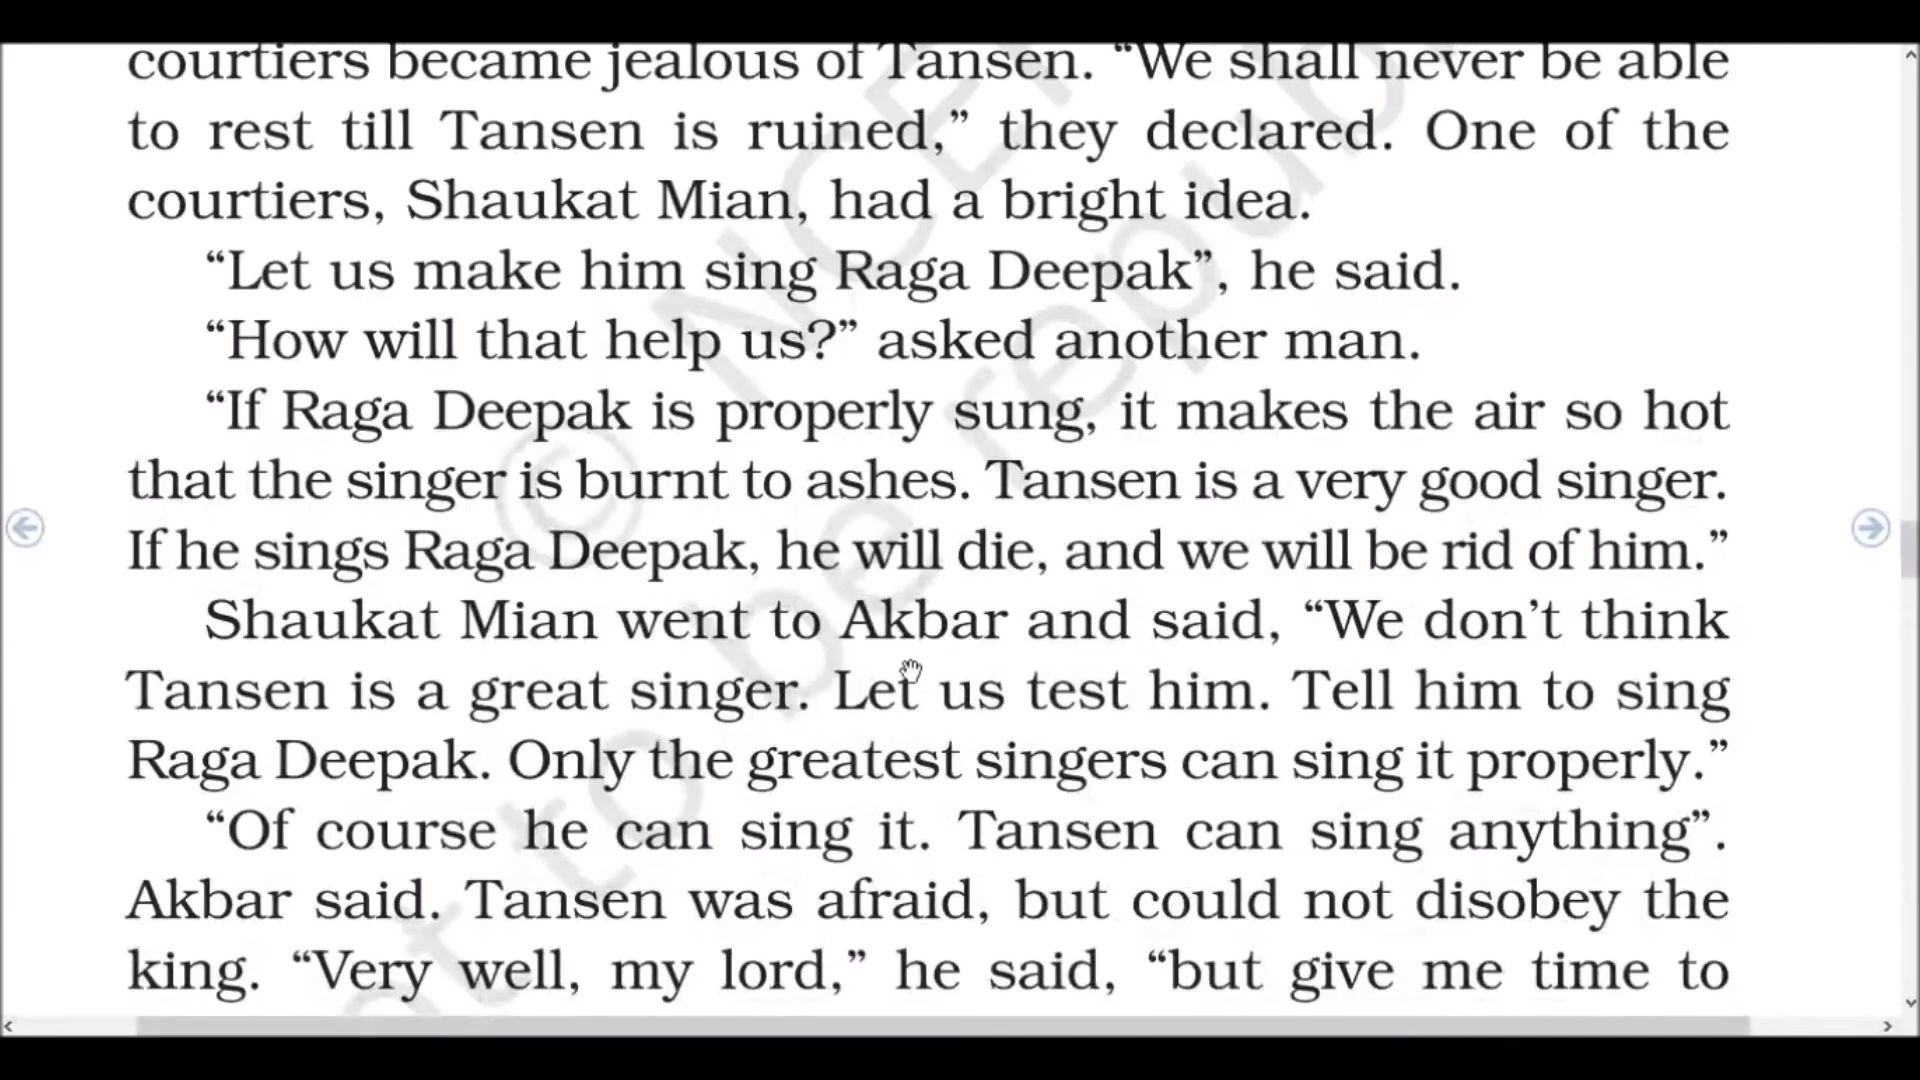 courtiers became jealous of Tansen. “We shall never be able
to rest till Tansen is ruined,” they declared. One of the
courtiers, Shaukat Mian, had a bright idea.
“Let us make him sing Raga Deepak”, he said.
“How will that help us?” asked another man.
“If Raga Deepak is properly sung, it makes the air so hot
that the singer is burnt to ashes. Tansen is a very good singer.
If he sings Raga Deepak, he will die, and we will be rid of him.”
Shaukat Mian went to Akbar and said, “We don’t think
Tansen is a great singer. Let us test him. Tell him to sing
Raga Deepak. Only the greatest singers can sing it properly.”
“Of course he can sing it. Tansen can sing anything”.
Akbar said. Tansen was afraid, but could not disobey the
king. “Very well, my lord,” he said, “but give me time to